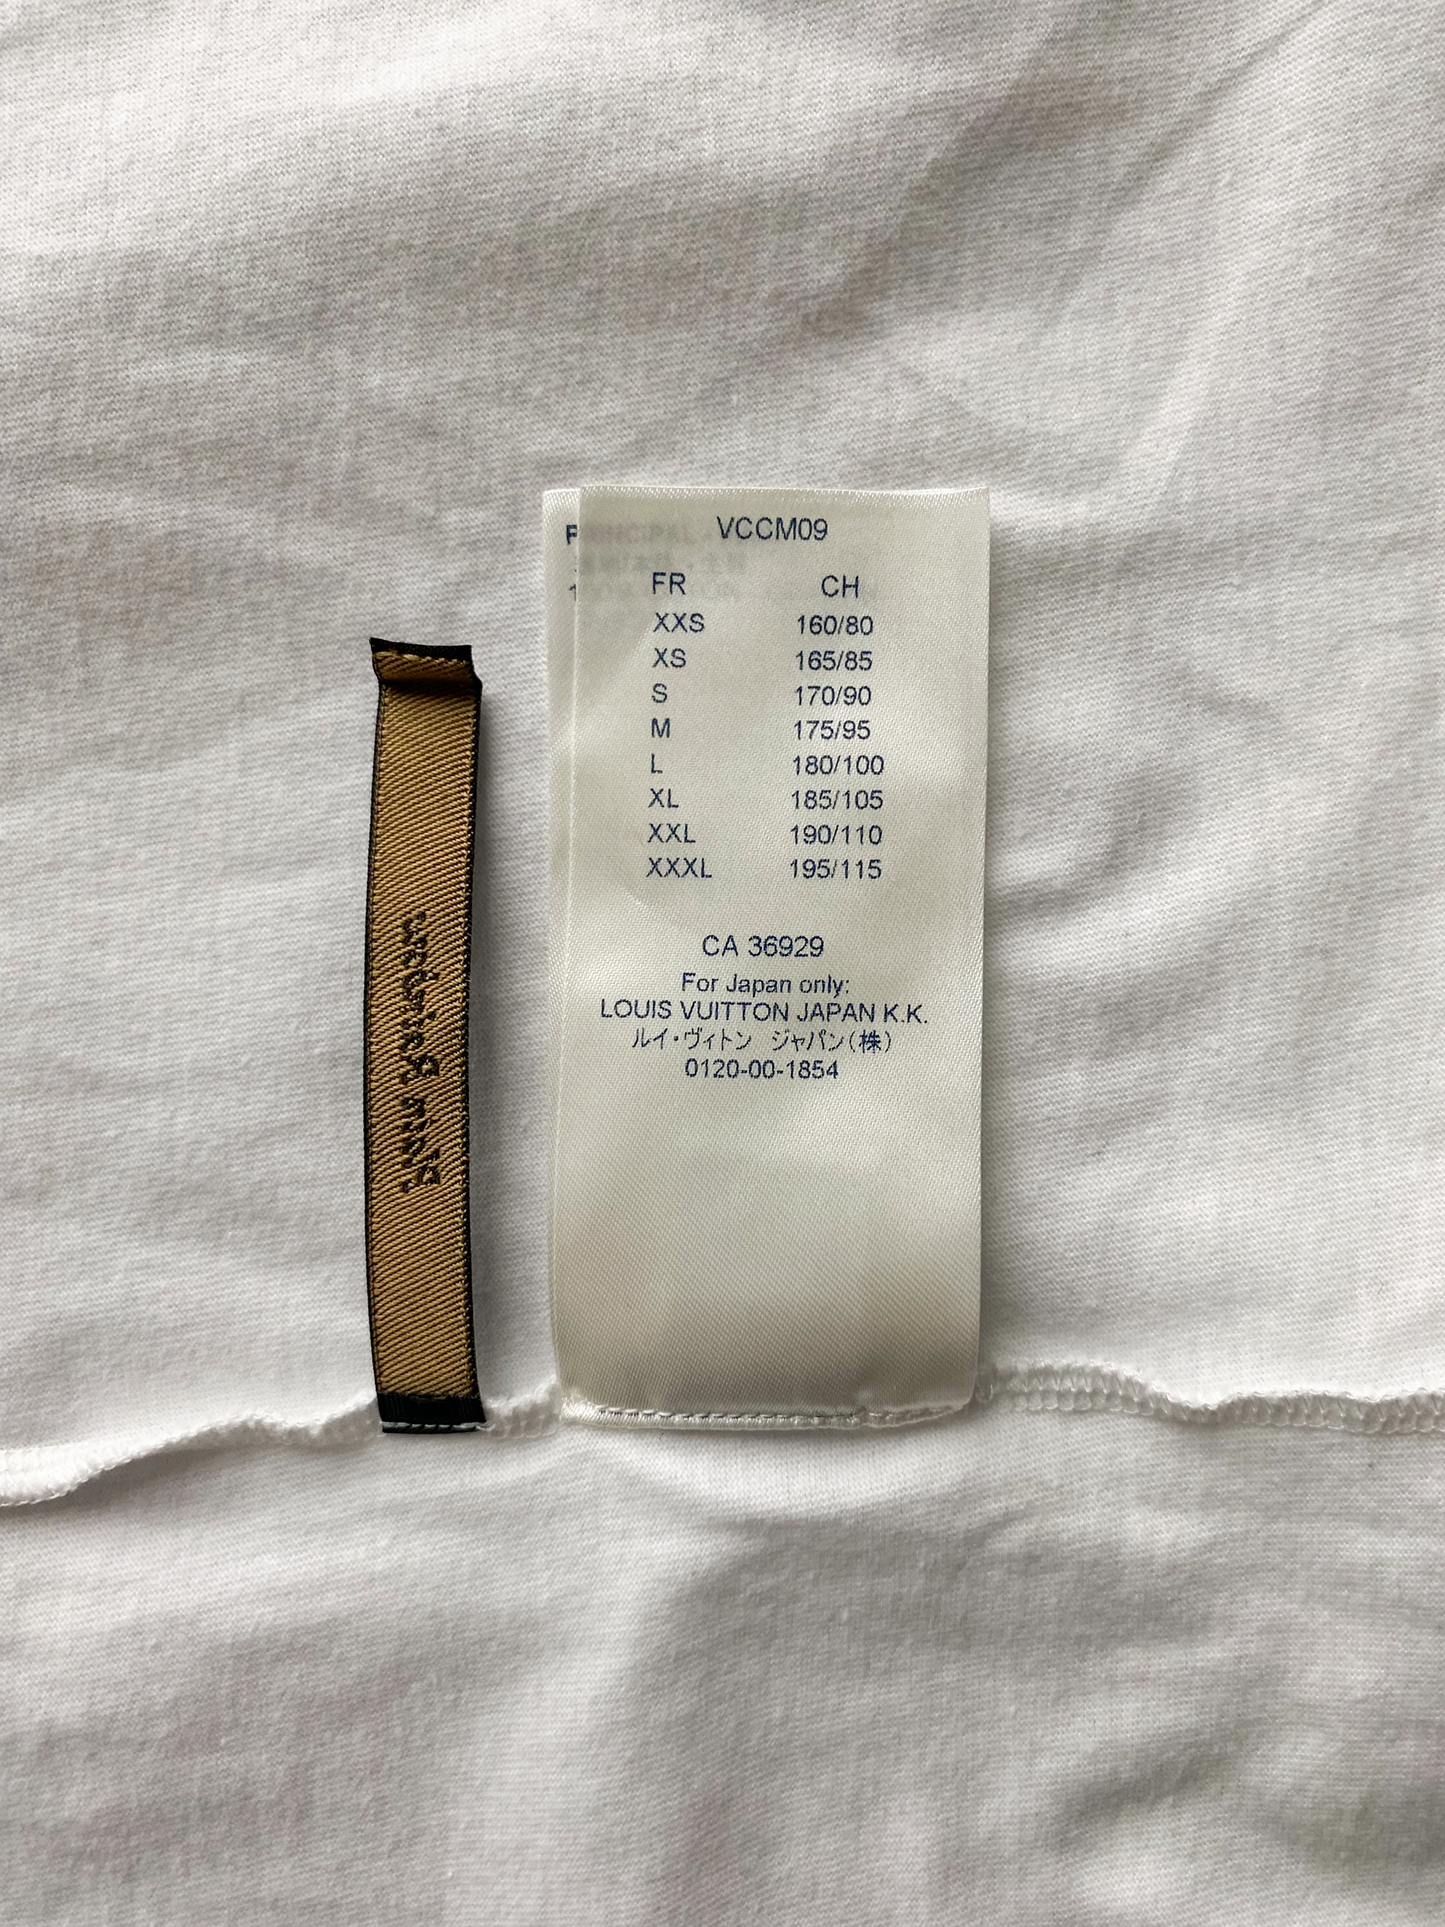 VCCM09
FR CH
XXS 160/80
XS 165/85
S 170/90
M 175/95
L 180/100
XL 185/105
XXL 190/110
XXXL 195/115
CA 36929
For Japan only:
LOUIS VUITTON JAPAN K.K.
ルイ・ヴィトン ジャパン(株)
0120-00-1854
PRINCIPAL